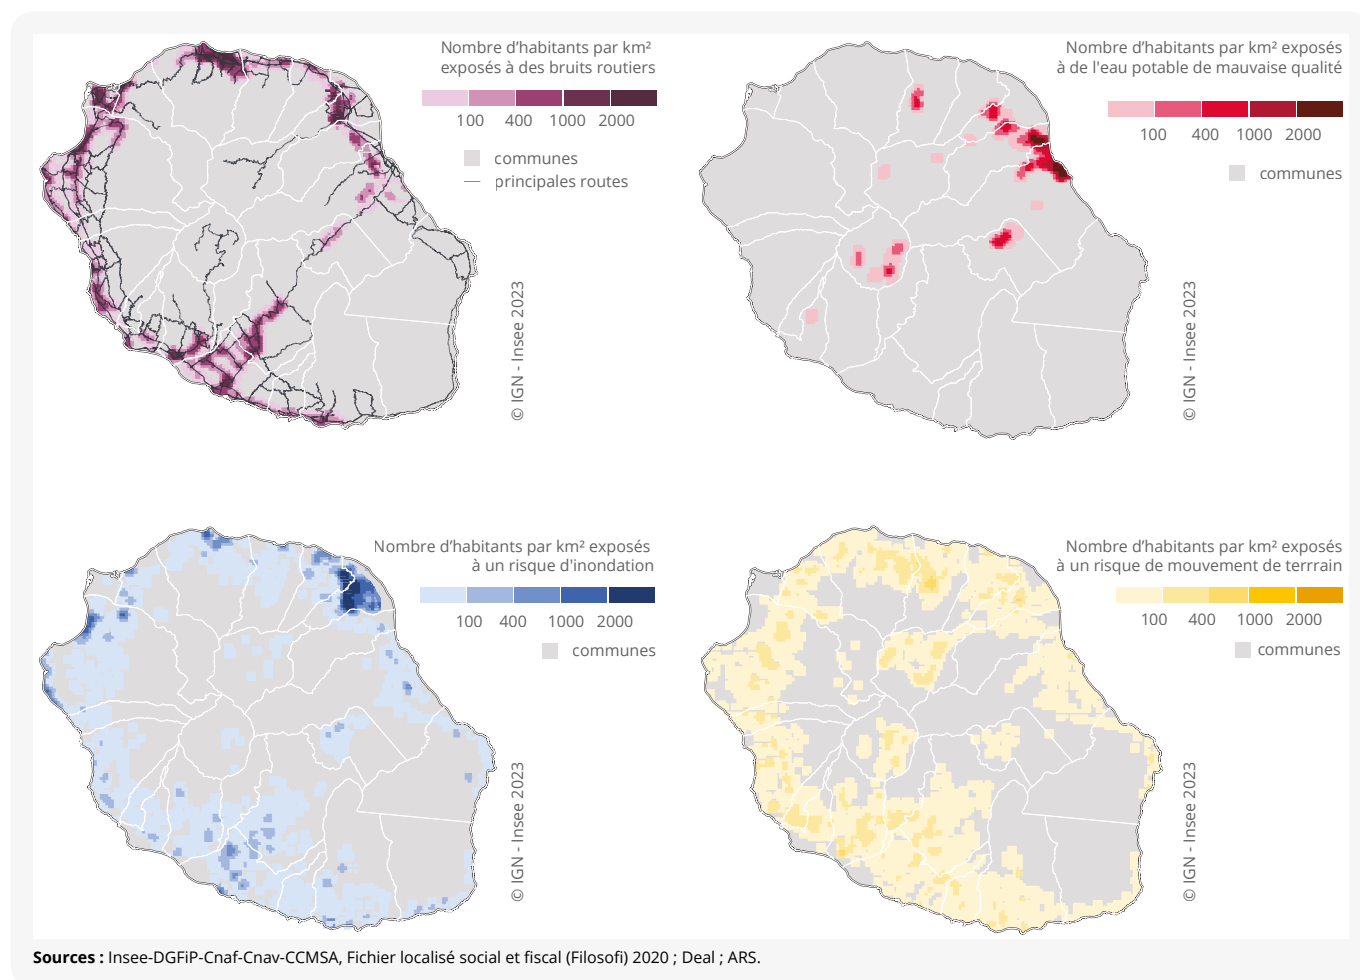 Nombre d'habitants par km²
exposés à des bruits routiers
100 400 1000 2000
communes
principales routes
© IGN - Insee 2023
Nombre d'habitants par km² exposés
à de l'eau potable de mauvaise qualité
100 400 1000 2000
communes
© IGN - Insee 2023
Nombre d'habitants par km² exposés
à un risque d'inondation
100 400 1000 2000
communes
© IGN - Insee 2023
Nombre d'habitants par km² exposés
à un risque de mouvement de terrrain
100 400 1000 2000
communes
© IGN - Insee 2023
Sources : Insee-DGFiP-Cnaf-Cnav-CCMSA, Fichier localisé social et fiscal (Filosofi) 2020 ; Deal ; ARS.